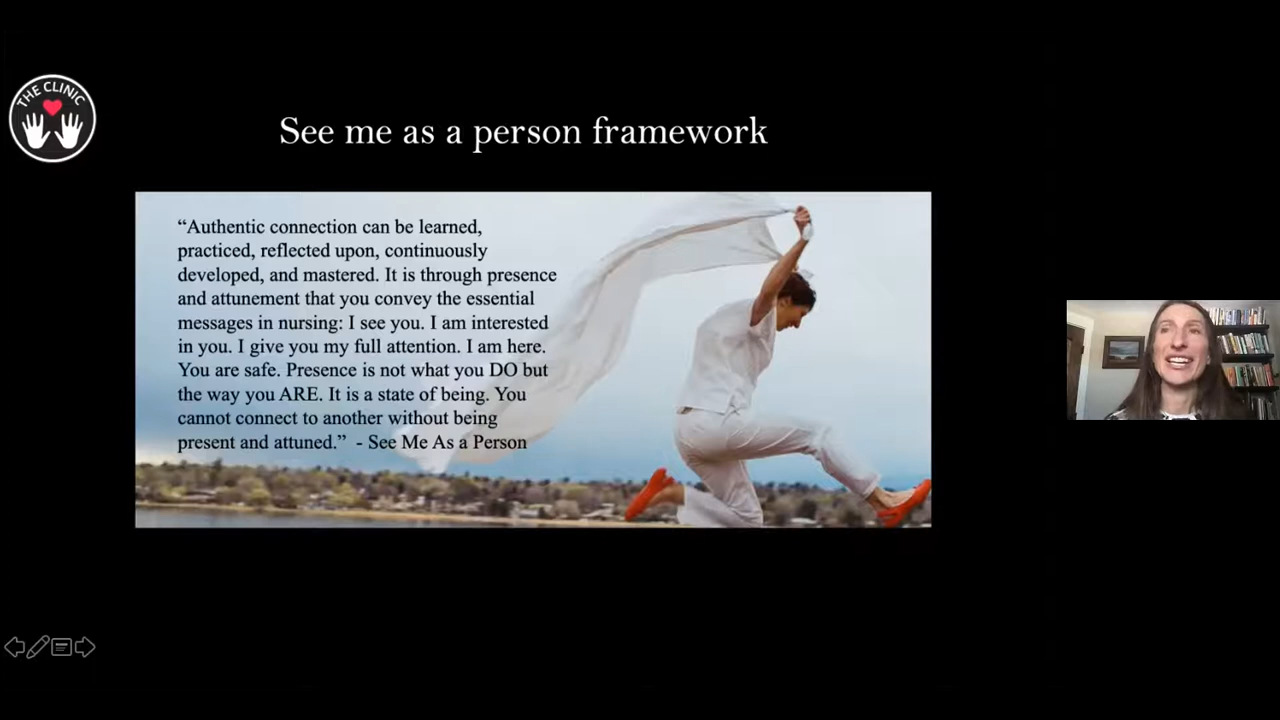 THE CLINIC
See me as a person framework
“Authentic connection can be learned,
practiced, reflected upon, continuously
developed, and mastered. It is through presence
and attunement that you convey the essential
messages in nursing: I see you. I am interested
in you. I give you my full attention. I am here.
You are safe. Presence is not what you DO but
the way you ARE. It is a state of being. You
cannot connect to another without being
present and attuned.”  - See Me As a Person